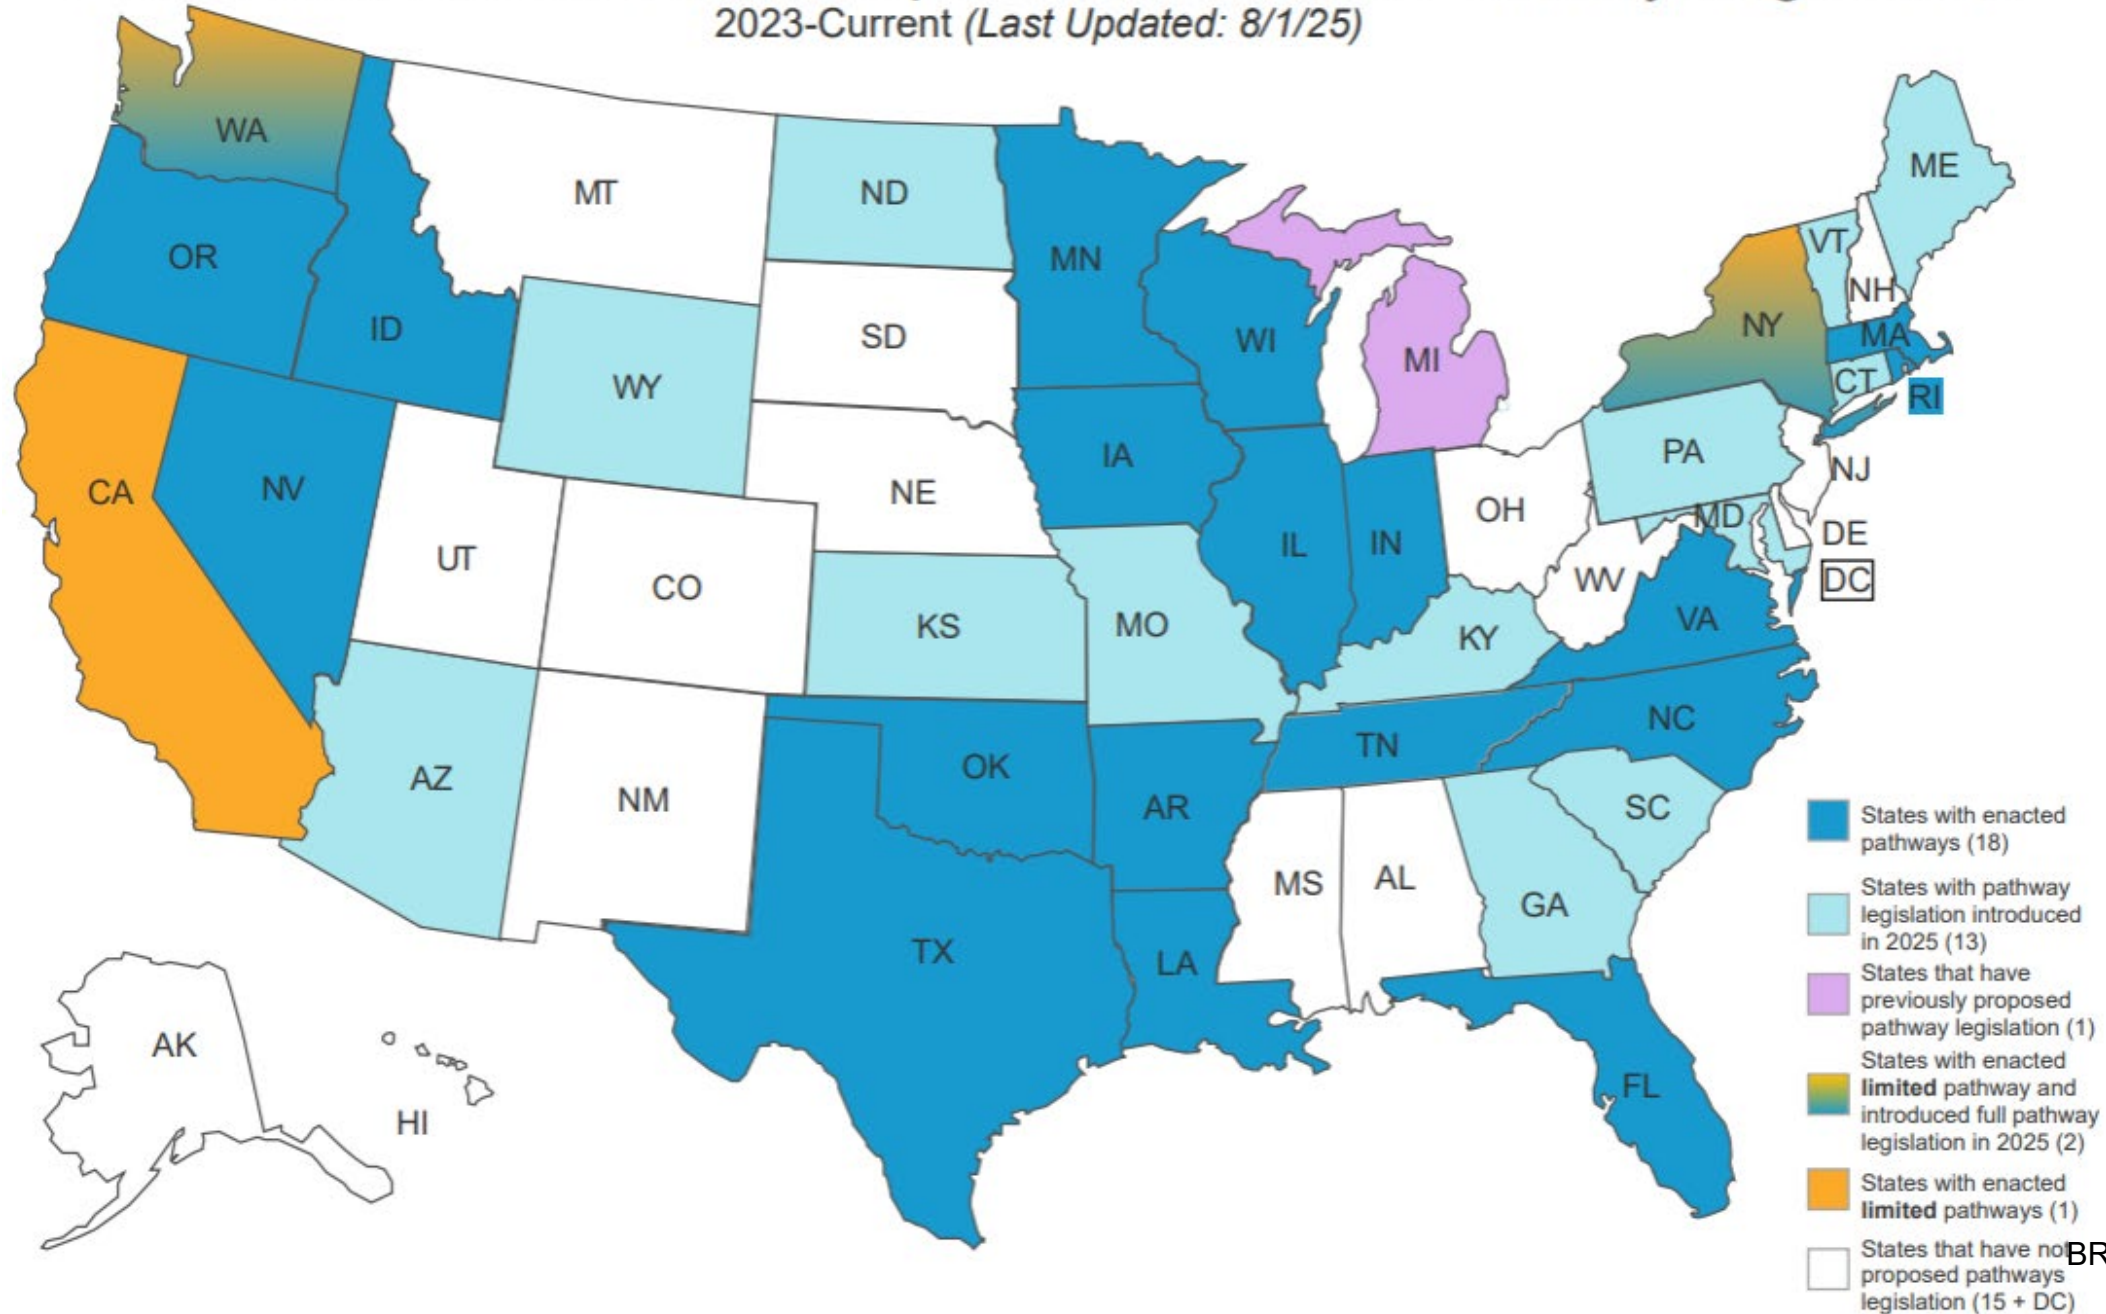 2023-Current (Last Updated: 8/1/25)
WA
MT
ND
MN
ME
OR
ID
WY
SD
WI
MI
VT
NH
NY
MA
CT
RI
CA
NV
UT
CO
NE
IA
IL
IN
OH
PA
NJ
MD
DE
DC
WV
VA
KS
MO
KY
AZ
NM
OK
AR
TN
NC
SC
TX
LA
MS
AL
GA
FL
AK
HI
States with enacted
pathways (18)
States with pathway
legislation introduced
in 2025 (13)
States that have
previously proposed
pathway legislation (1)
States with enacted
limited pathway and
introduced full pathway
legislation in 2025 (2)
States with enacted
limited pathways (1)
States that have not
proposed pathways
legislation (15 + DC)
BR